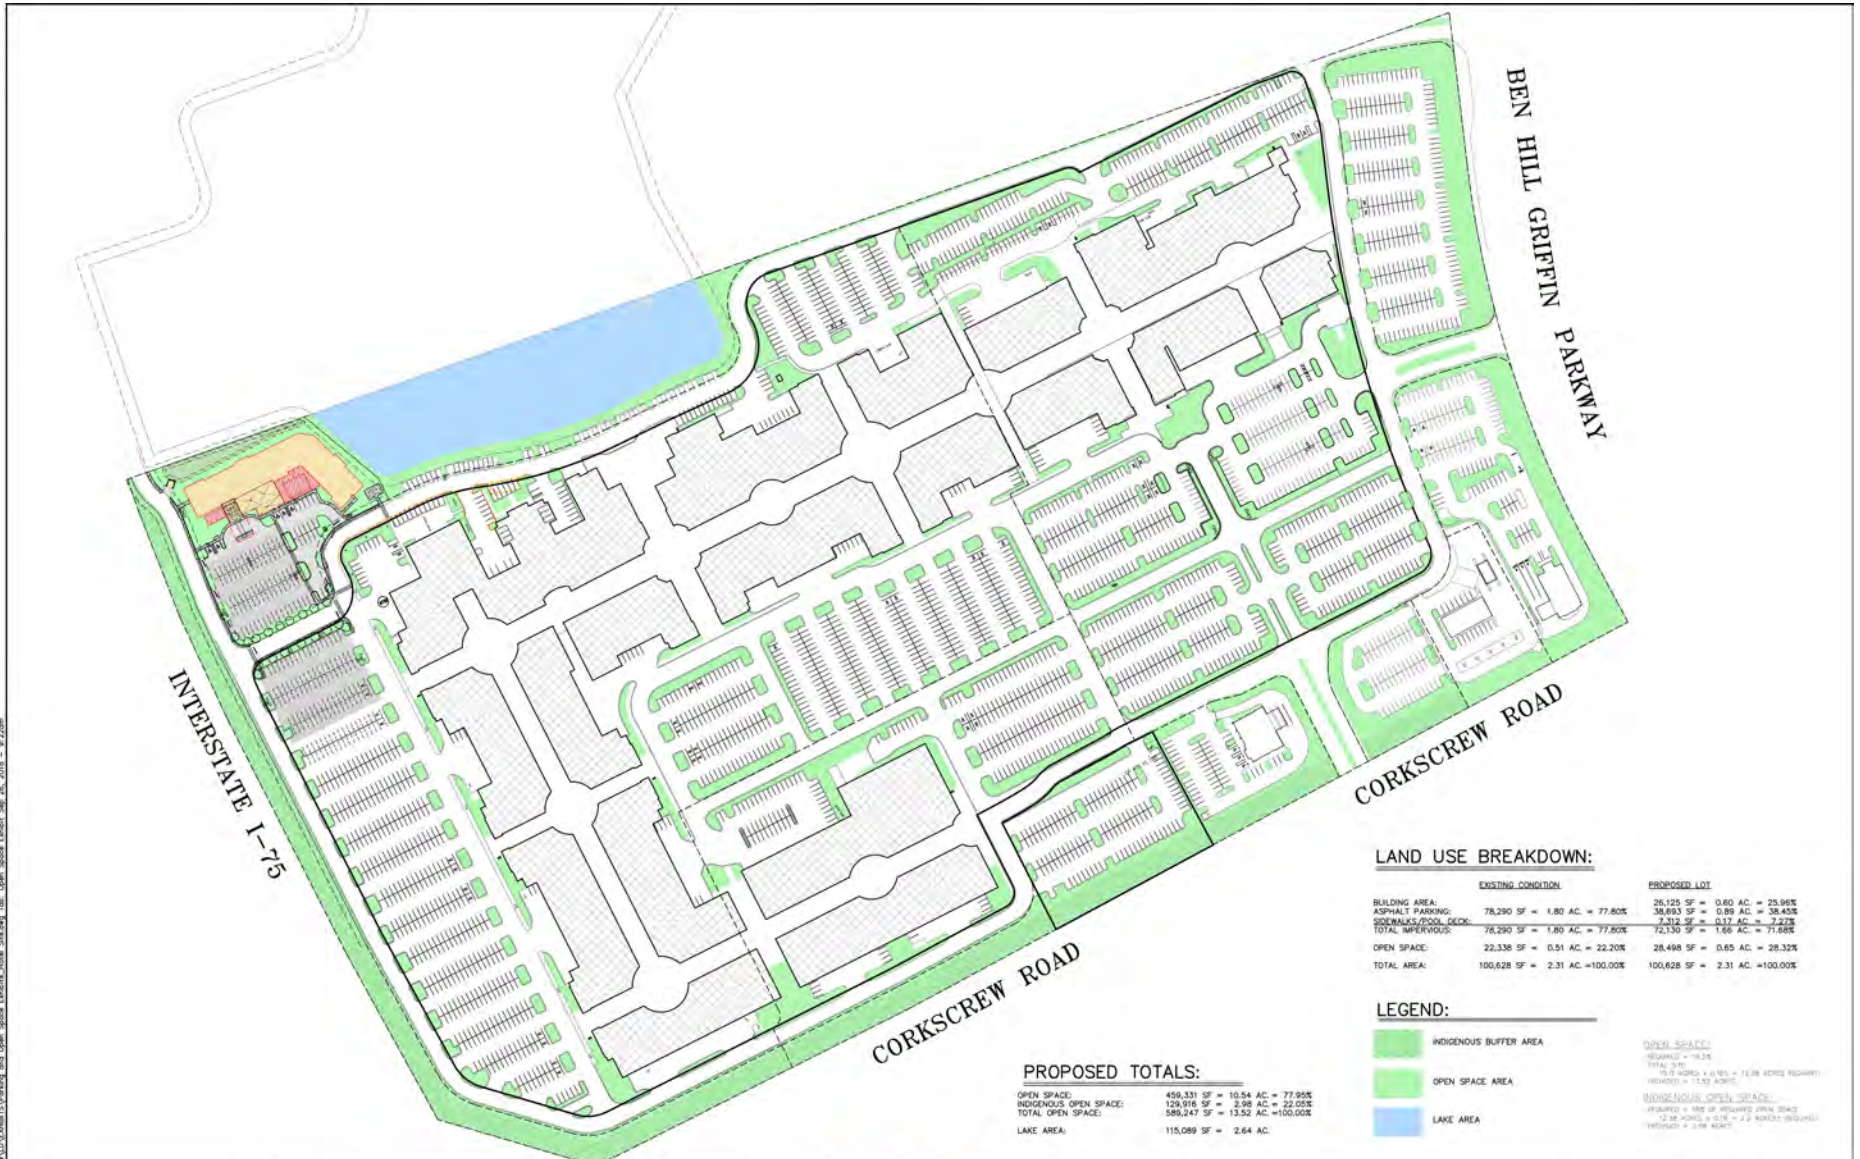 BEN HILL GRIFFIN PARKWAY
INTERSTATE I-75
CORKSCREW ROAD
CORKSCREW ROAD
LAND USE BREAKDOWN:
EXISTING CONDITION PROPOSED LOT
BUILDING AREA: 26,125 SF = 0.60 AC. = 25.96%
ASPHALT PARKING: 78,290 SF = 1.80 AC. = 77.80% 38,693 SF = 0.89 AC. = 38.45%
SIDEWALKS/POOL DECK: 7,312 SF = 0.17 AC. = 7.27%
TOTAL IMPERVIOUS: 78,290 SF = 1.80 AC. = 77.80% 72,130 SF = 1.66 AC. = 71.68%
OPEN SPACE: 22,338 SF = 0.51 AC. = 22.20% 28,498 SF = 0.65 AC. = 28.32%
TOTAL AREA: 100,628 SF = 2.31 AC. =100.00% 100,628 SF = 2.31 AC. =100.00%
LEGEND:
INDIGENOUS BUFFER AREA
OPEN SPACE AREA
LAKE AREA
OPEN SPACE:
INDIGENOUS OPEN SPACE:
PROPOSED TOTALS:
OPEN SPACE: 459,331 SF = 10.54 AC. = 77.95%
INDIGENOUS OPEN SPACE: 129,916 SF = 2.98 AC. = 22.05%
TOTAL OPEN SPACE: 589,247 SF = 13.52 AC. =100.00%
LAKE AREA: 115,089 SF = 2.64 AC.